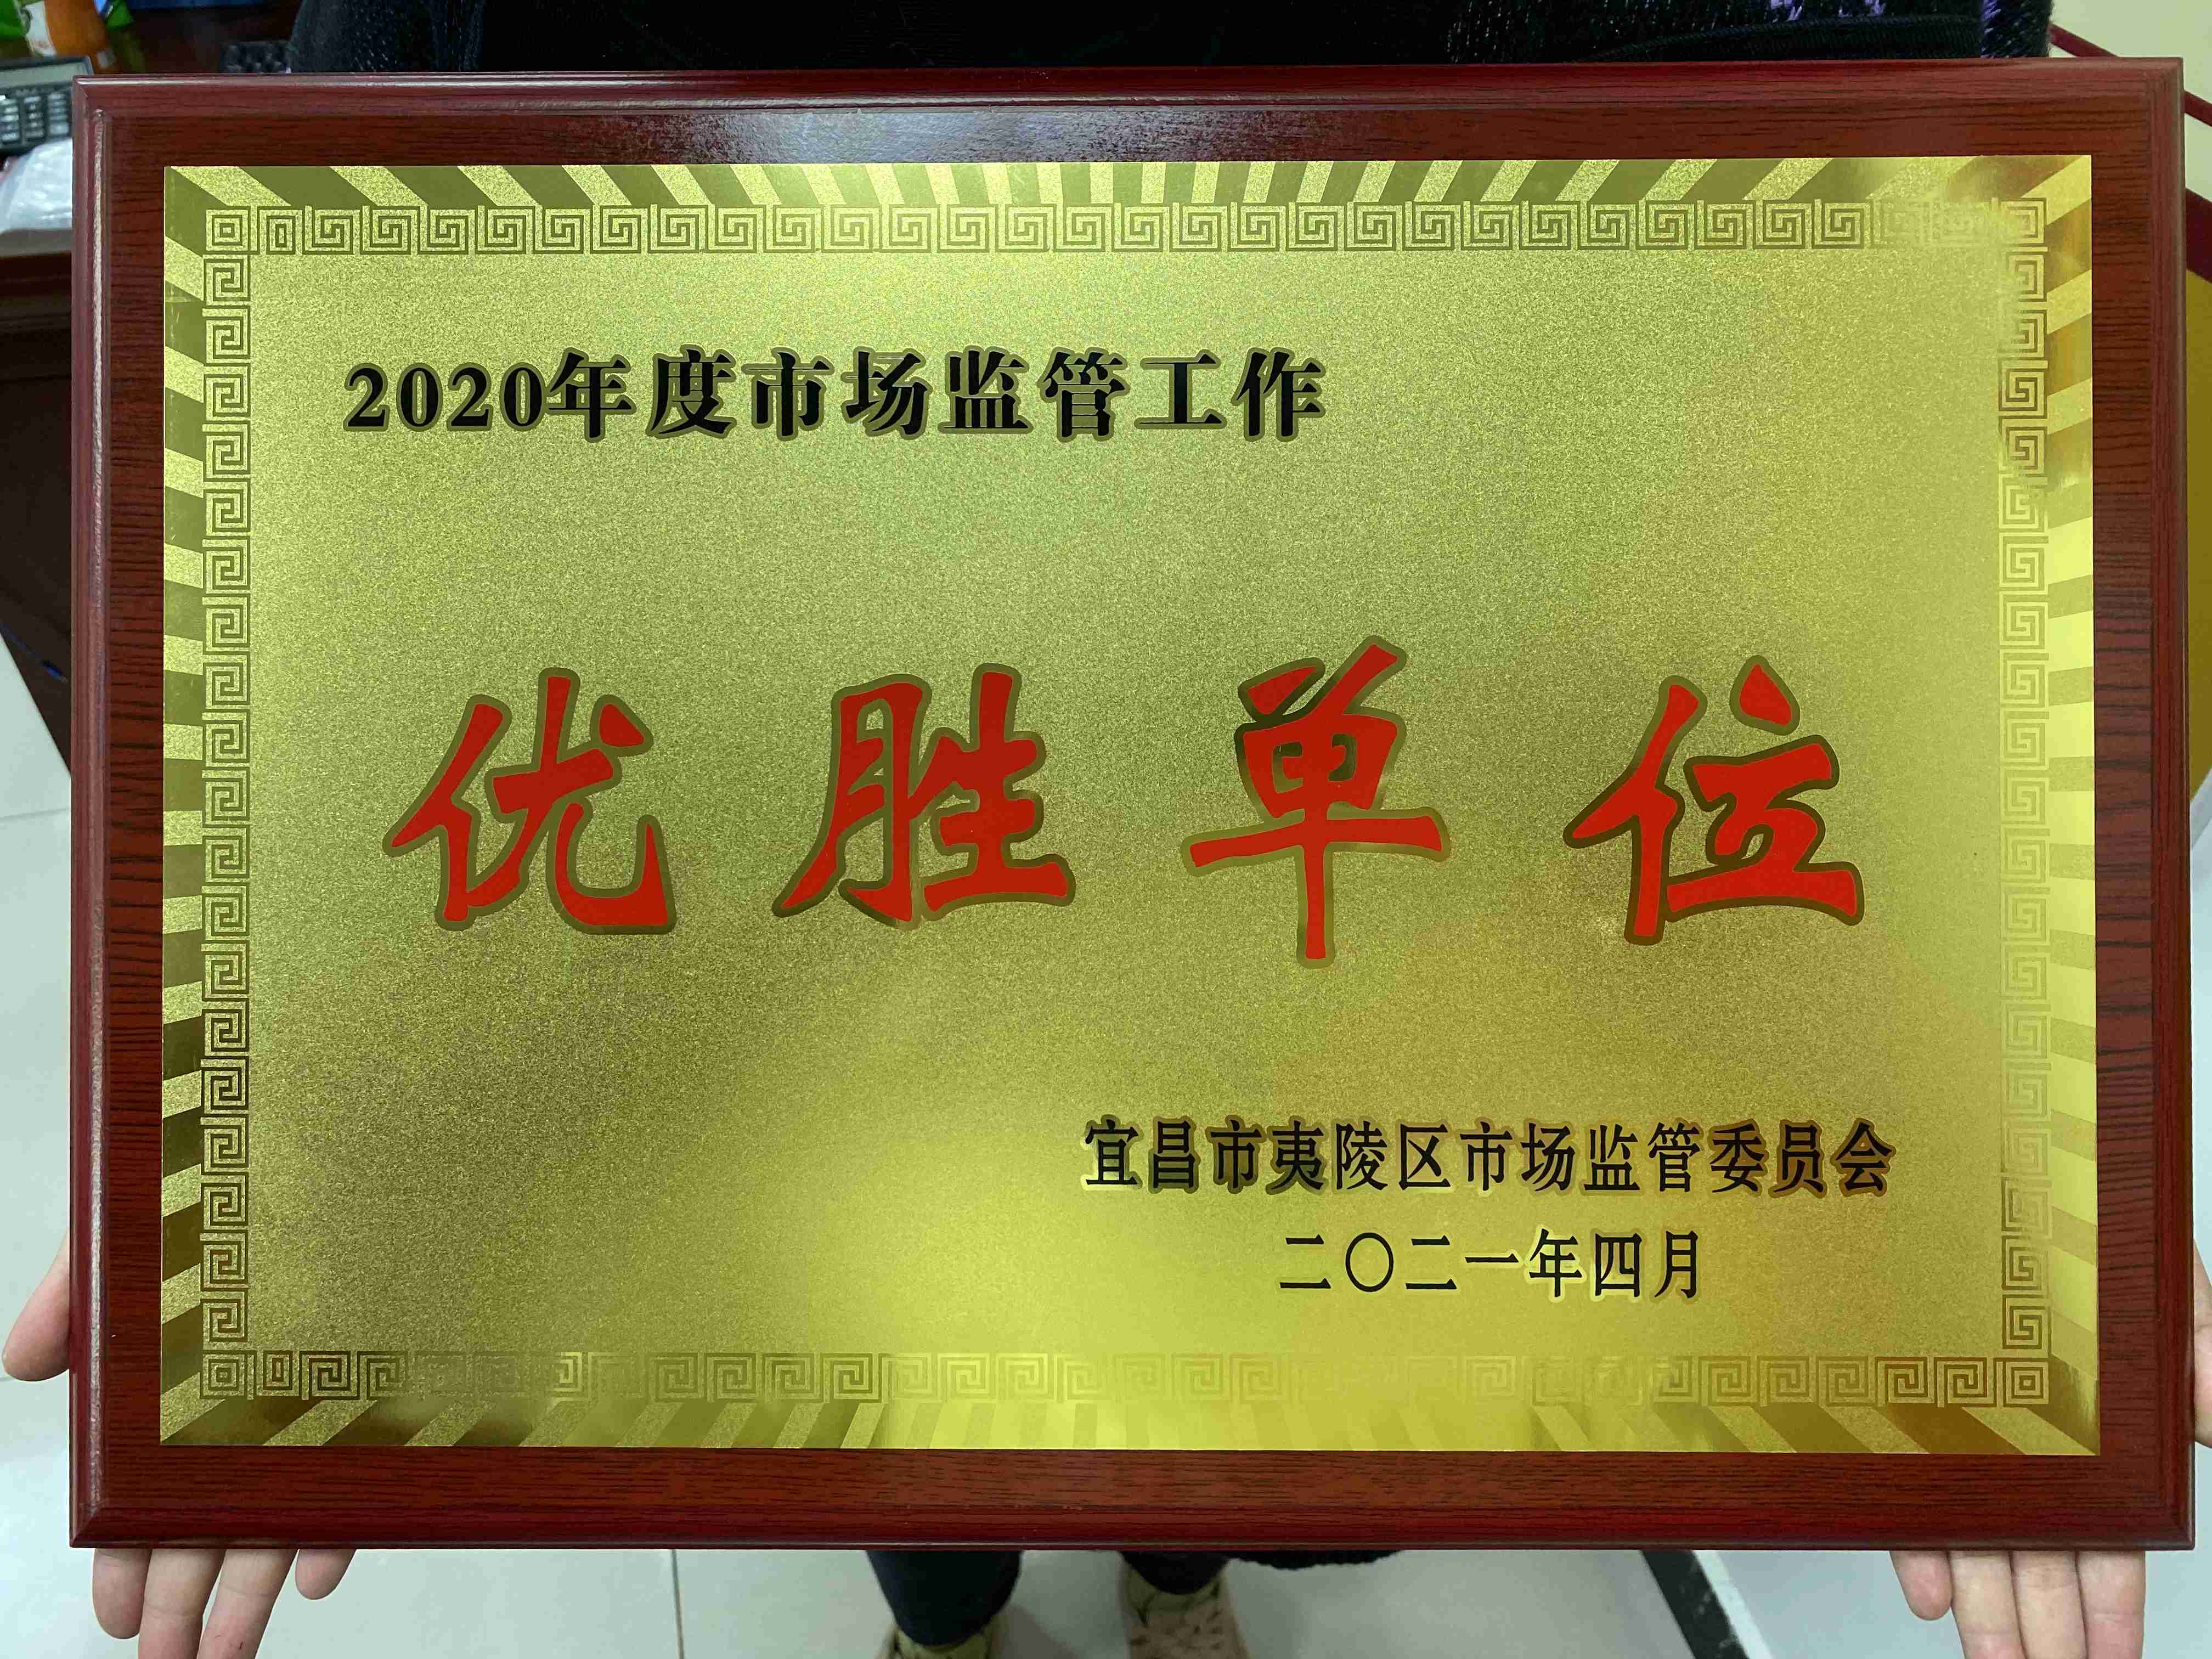 2020年度市场监管工作
优胜单位
宜昌市夷陵区市场监管委员会
二〇二一年四月